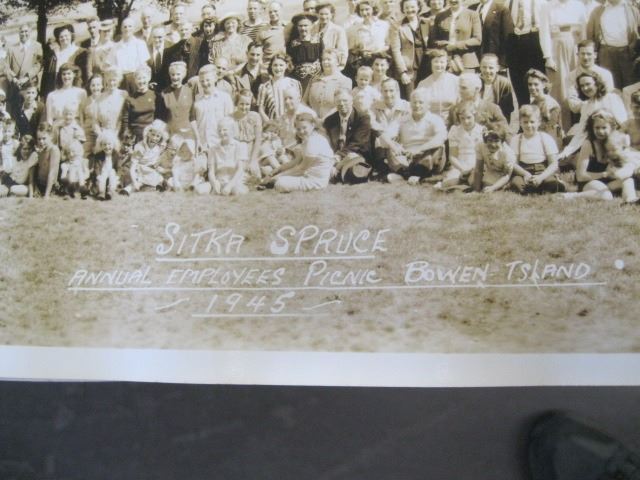 SITKA SPRUCE
ANNUAL EMPLOYEES PICNIC BOWEN ISLAND
1945